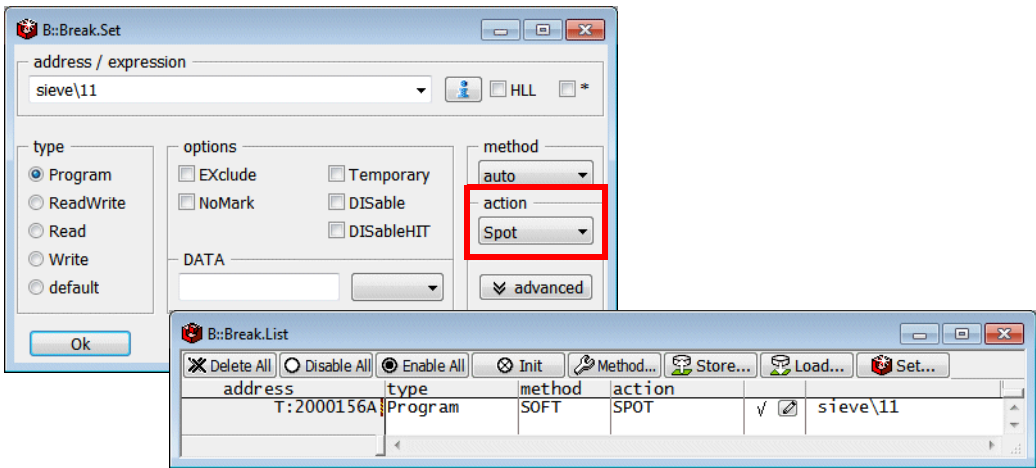 B::Break.Set
address / expression
sieve\11
HLL
*
type
Program
ReadWrite
Read
Write
default
options
EXclude
Temporary
NoMark
DISable
DISableHIT
DATA
method
auto
action
Spot
advanced
Ok
B::Break.List
Delete All Disable All Enable All Init Method... Store... Load... Set...
address type method action
T:2000156A Program SOFT SPOT √ sieve\11